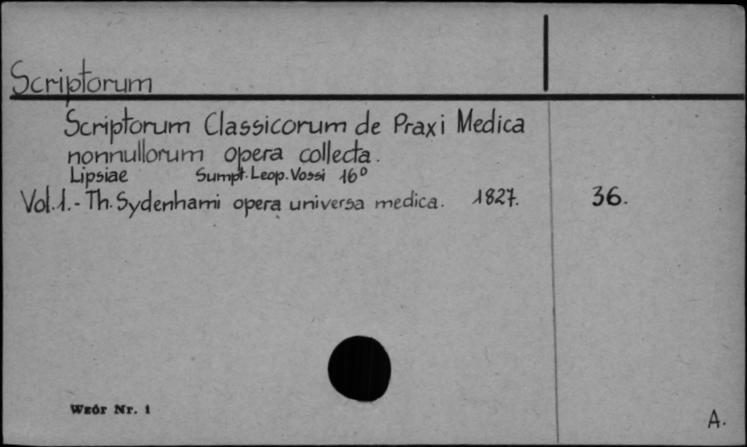 Scriptorum
Scriptorum Classicorum de Praxi Medica
nonnullorum opera collecta.
Lipsiae Sumpt. Leop. Vossi 16°
Vol. 1. - Th. Sydenhami opera universa medica. 1827. 36.
Wzór Nr. 1
A.